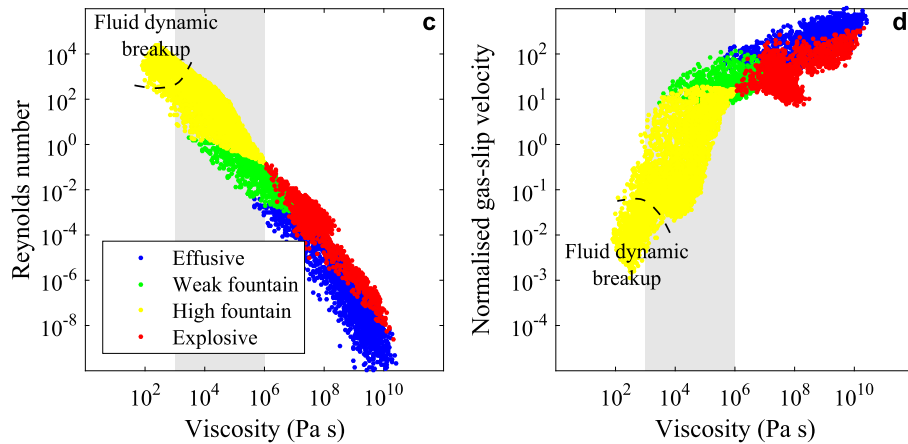 c
Fluid dynamic
breakup
10^4
10^2
10^0
10^-2
10^-4
10^-6
10^-8
Reynolds number
Effusive
Weak fountain
High fountain
Explosive
10^2 10^4 10^6 10^8 10^10
Viscosity (Pa s)
d
10^2
10^1
10^0
10^-1
10^-2
10^-3
10^-4
Normalised gas-slip velocity
Fluid dynamic
breakup
10^2 10^4 10^6 10^8 10^10
Viscosity (Pa s)